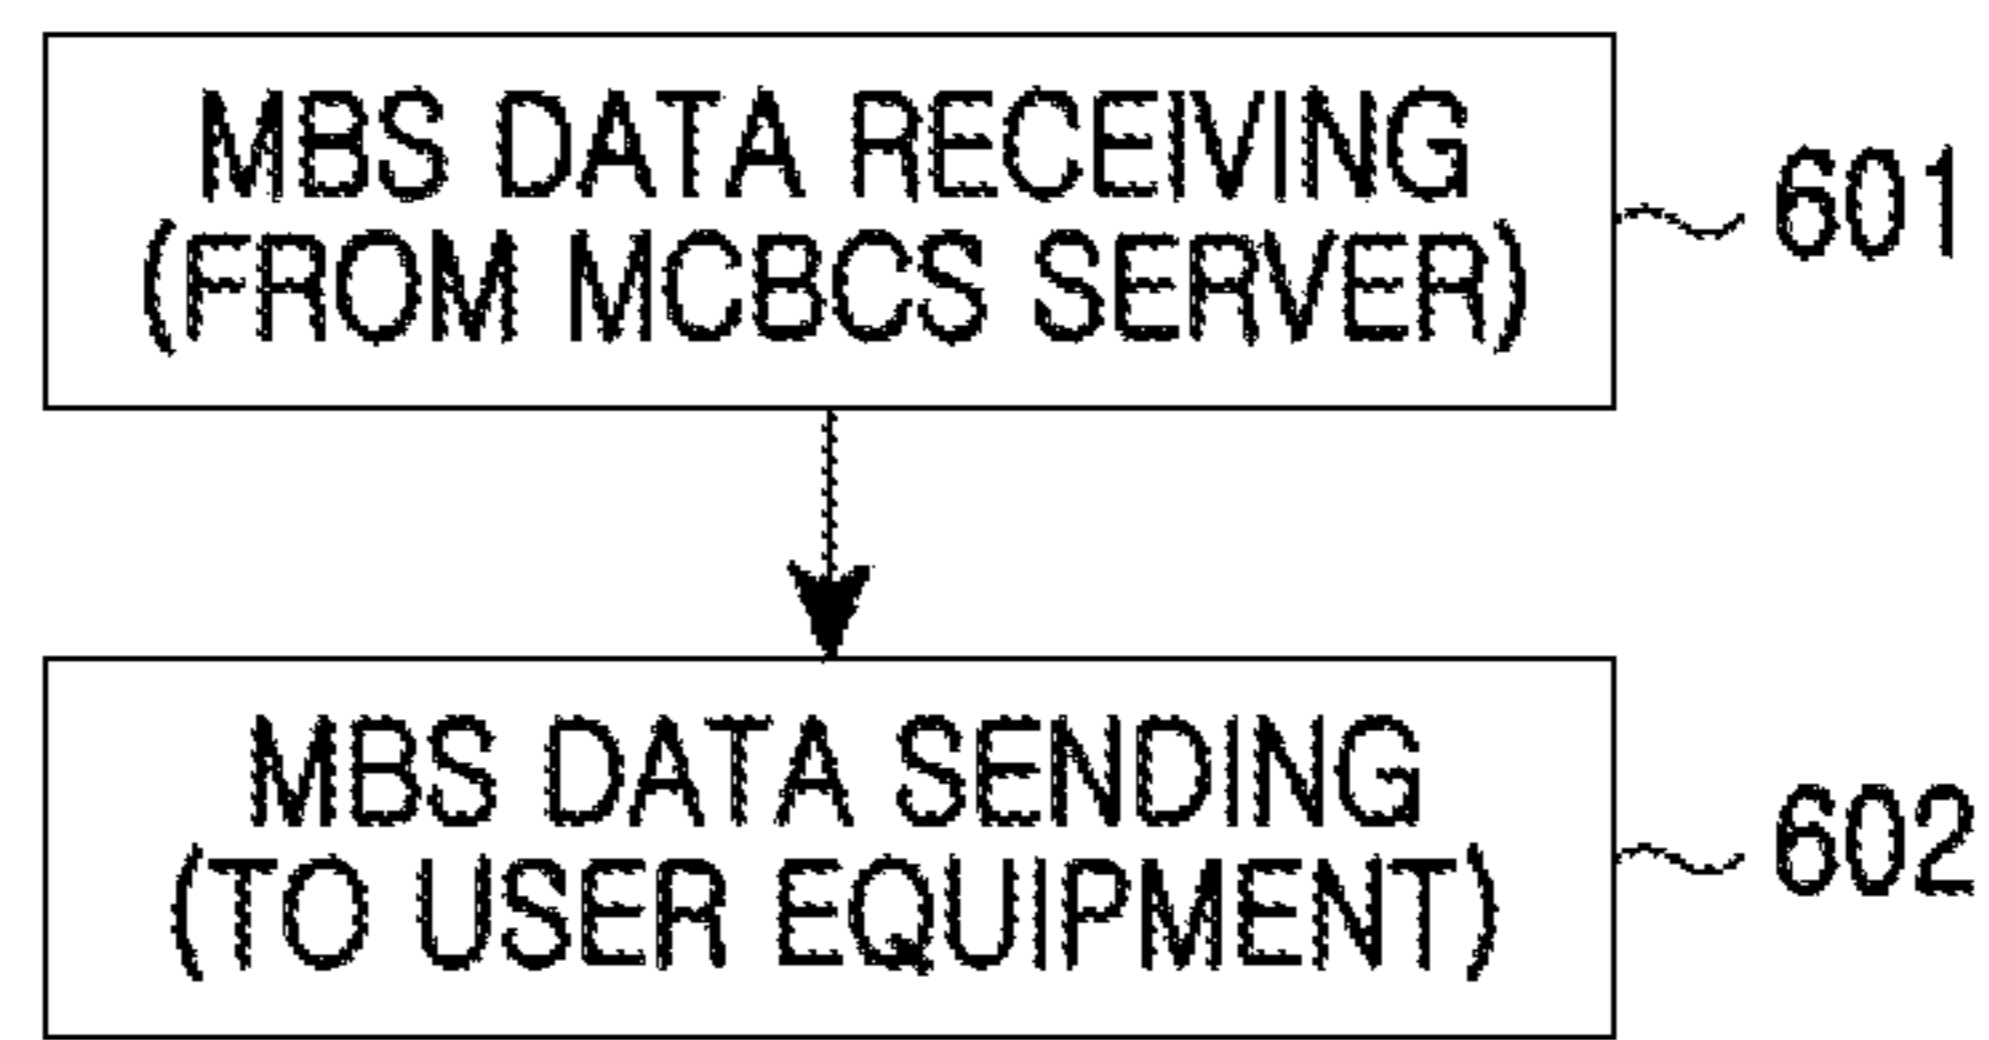 MBS DATA RECEIVING
(FROM MCBCS SERVER)
601
MBS DATA SENDING
(TO USER EQUIPMENT)
602